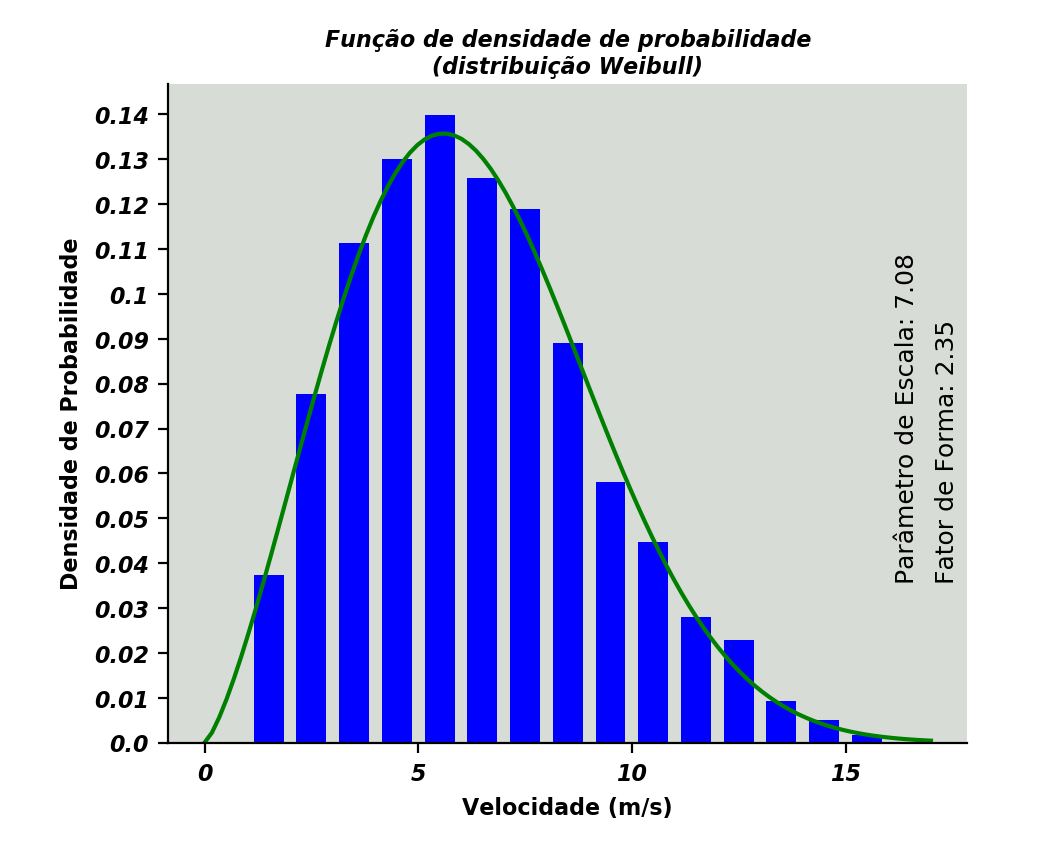 Função de densidade de probabilidade
(distribuição Weibull)
Densidade de Probabilidade
0.14
0.13
0.12
0.11
0.1
0.09
0.08
0.07
0.06
0.05
0.04
0.03
0.02
0.01
0.0
Parâmetro de Escala: 7.08
Fator de Forma: 2.35
0 5 10 15
Velocidade (m/s)